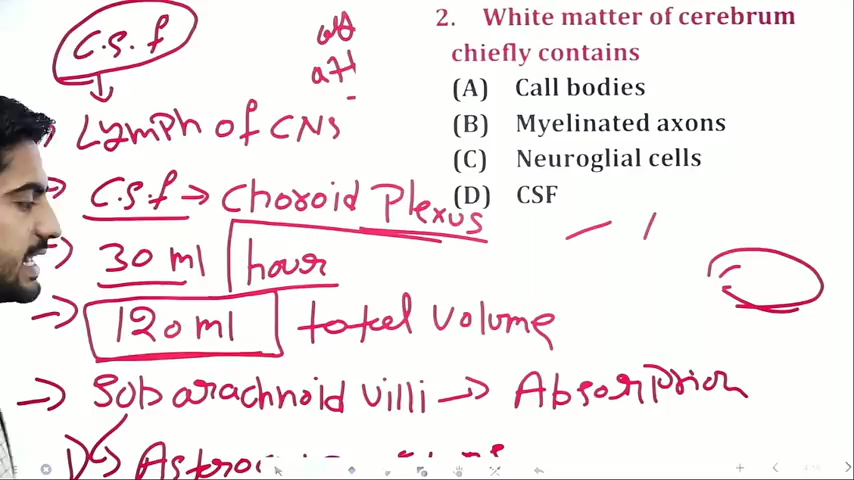 C.S.f
2. White matter of cerebrum
chiefly contains
(A) Call bodies
(B) Myelinated axons
(C) Neuroglial cells
(D) CSF
Lymph of CNS
C.S.f → Choroid Plexus
30 ml hour
→ 120 ml total volume
→ Sub arachnoid villi → Absorption